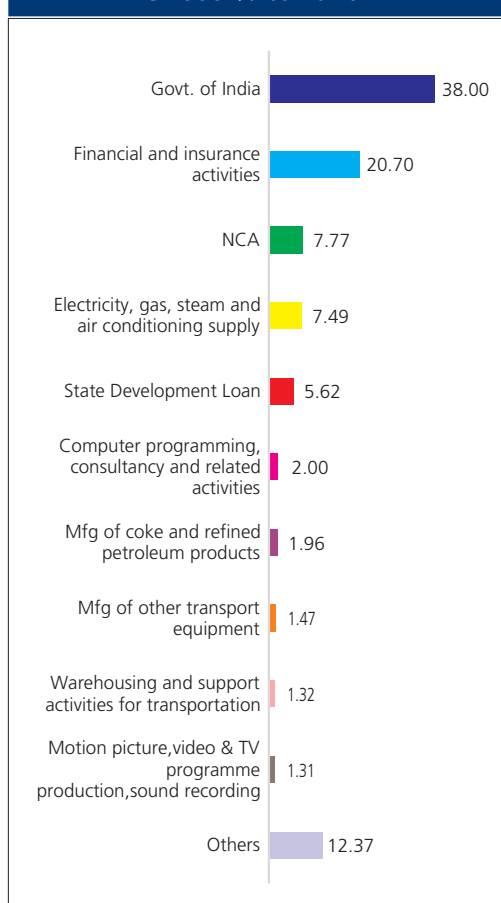 Govt. of India 38.00
Financial and insurance
activities 20.70
NCA 7.77
Electricity, gas, steam and
air conditioning supply 7.49
State Development Loan 5.62
Computer programming,
consultancy and related
activities 2.00
Mfg of coke and refined
petroleum products 1.96
Mfg of other transport
equipment 1.47
Warehousing and support
activities for transportation 1.32
Motion picture,video & TV
programme
production,sound recording 1.31
Others 12.37